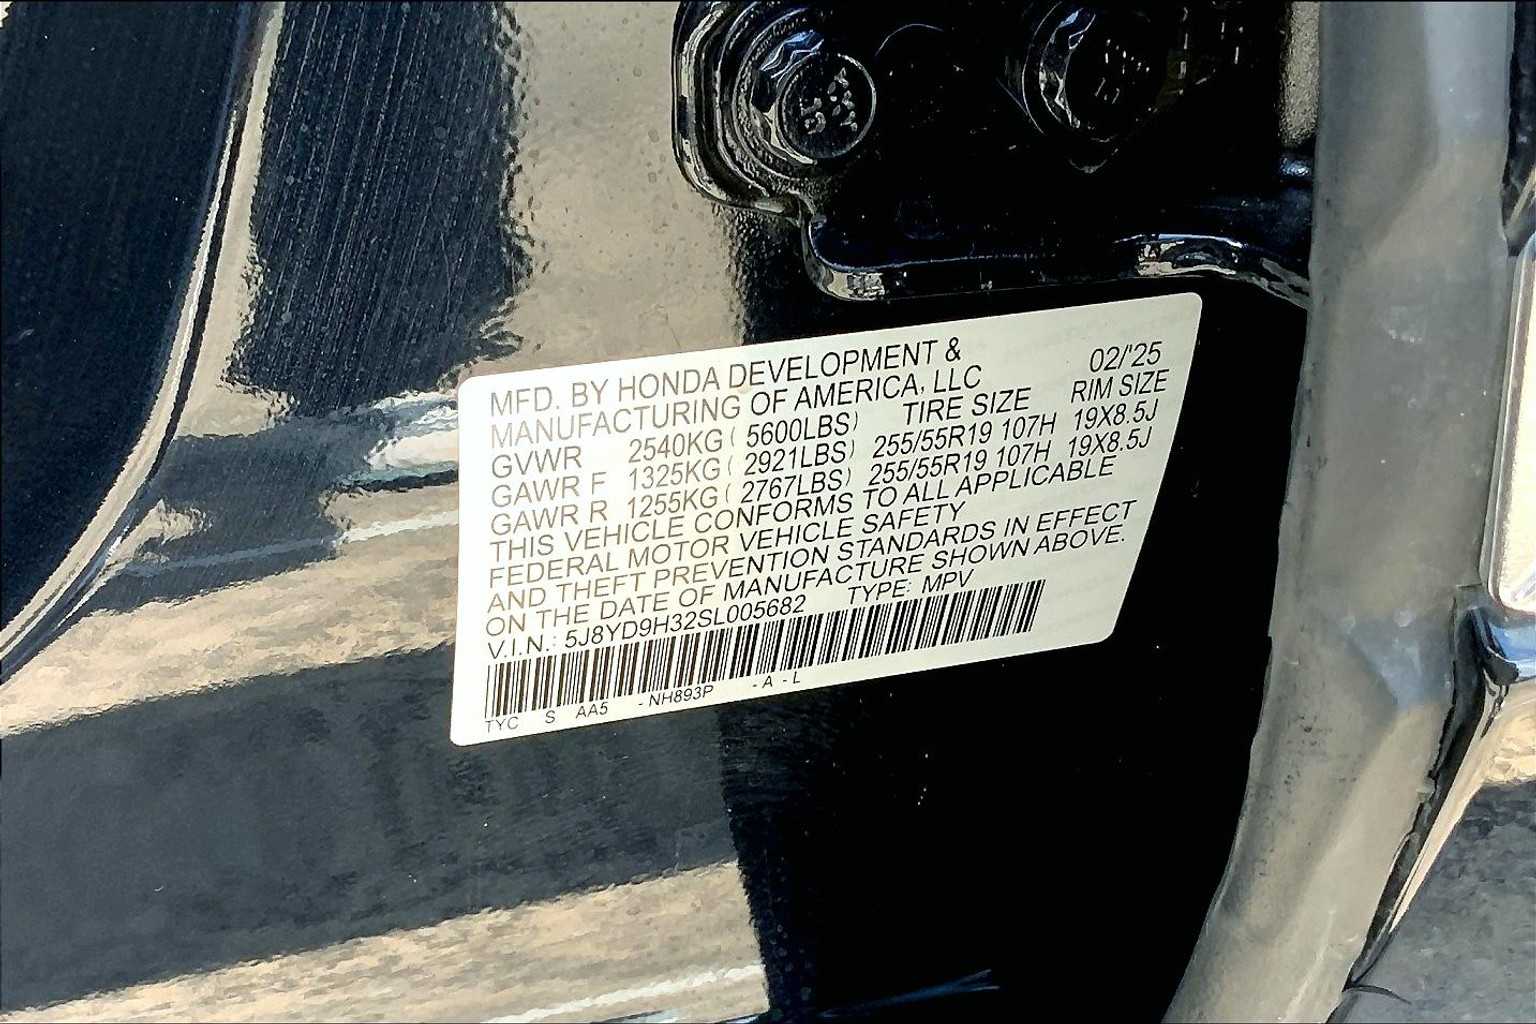 MFD. BY HONDA DEVELOPMENT & 02/'25
MANUFACTURING OF AMERICA, LLC
TIRE SIZE RIM SIZE
GVWR 2540KG ( 5600LBS)
GAWR F 1325KG ( 2921LBS) 255/55R19 107H 19X8.5J
GAWR R 1255KG ( 2767LBS) 255/55R19 107H 19X8.5J
THIS VEHICLE CONFORMS TO ALL APPLICABLE
FEDERAL MOTOR VEHICLE SAFETY
AND THEFT PREVENTION STANDARDS IN EFFECT
ON THE DATE OF MANUFACTURE SHOWN ABOVE.
V.I.N.: 5J8YD9H32SL005682 TYPE: MPV
TYC S AA5 - NH893P - A - L